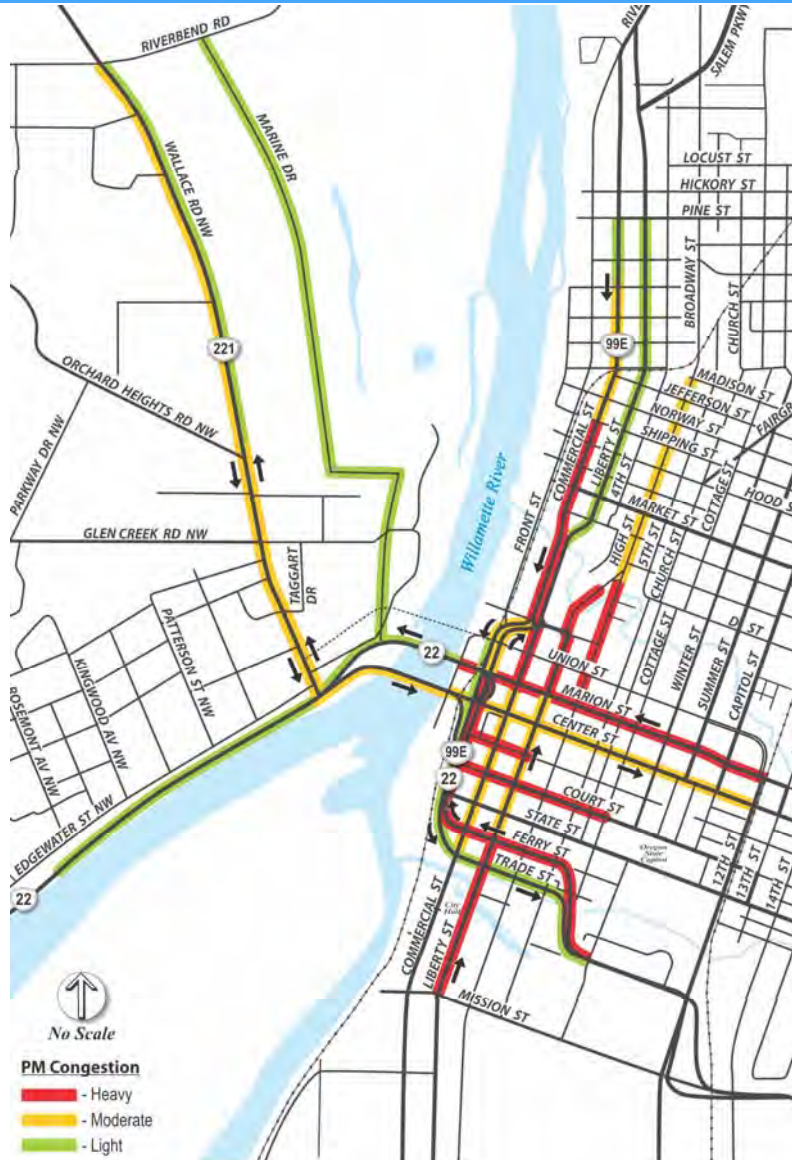 RIVERBEND RD
RIVE
SALEM PKWY
MARINE DR
WALLACE RD NW
LOCUST ST
HICKORY ST
PINE ST
BROADWAY ST
CHURCH ST
99E
221
MADISON ST
JEFFERSON ST
NORWAY ST
SHIPPING ST
FAIRGR
ORCHARD HEIGHTS RD NW
PARKWAY DR NW
COMMERCIAL ST
LIBERTY ST
4TH ST
COTTAGE ST
HOOD S
MARKET ST
Willamette River
FRONT ST
HIGH ST
5TH ST
CHURCH ST
GLEN CREEK RD NW
TAGGART
DR
PATTERSON ST NW
KINGWOOD AV NW
ROSEMONT AV NW
COTTAGE ST
WINTER ST
SUMMER ST
CAPITOL ST
D ST
22
UNION ST
MARION ST
CENTER ST
99E
22
COURT ST
STATE ST
FERRY ST
TRADE ST
Oregon
State
Capitol
12TH ST
13TH ST
14TH ST
EDGEWATER ST NW
22
City
Hall
COMMERCIAL ST
LIBERTY ST
MISSION ST
No Scale
PM Congestion
- Heavy
- Moderate
- Light